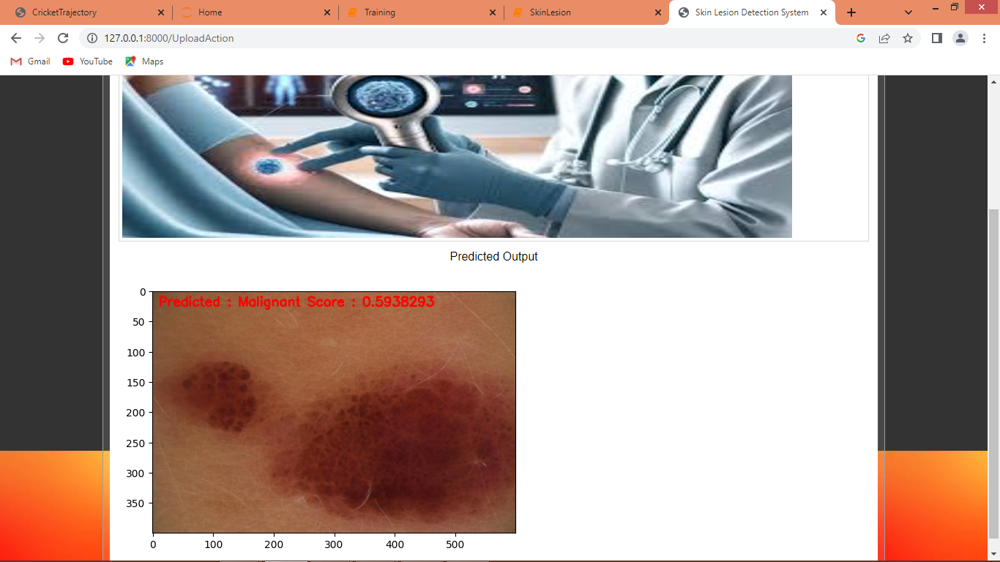 CricketTrajectory Home Training SkinLesion Skin Lesion Detection System
127.0.0.1:8000/UploadAction
Gmail YouTube Maps
Predicted Output
Predicted : Malignant Score : 0.5938293
0
50
100
150
200
250
300
350
0 100 200 300 400 500